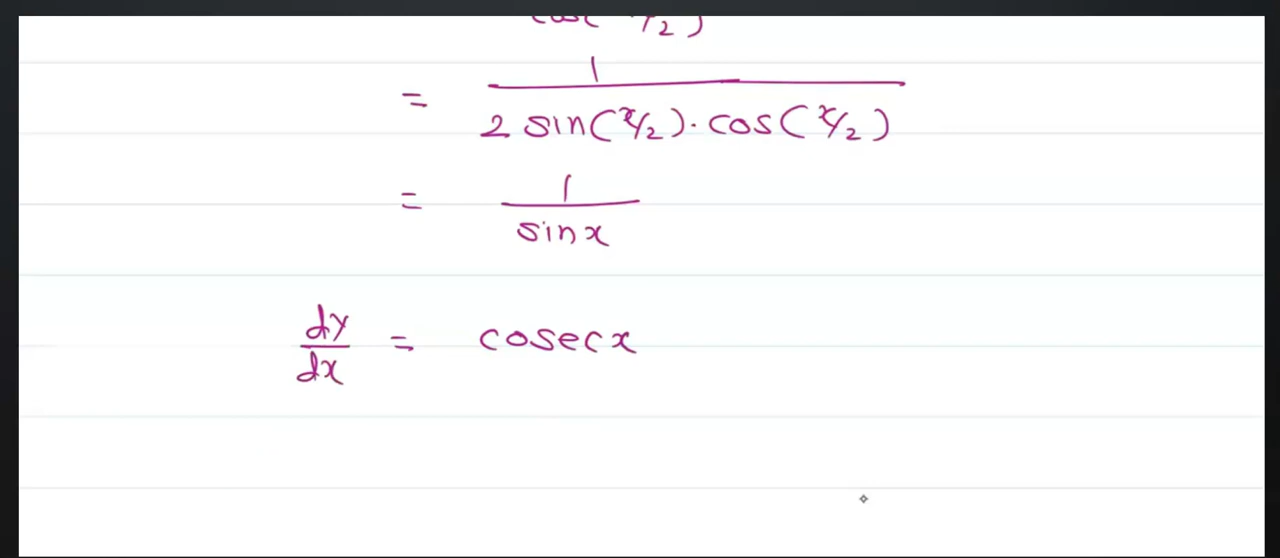 = 1 / 2 sin(x/2) · cos(x/2)
= 1 / sin x
dy/dx = cosec x